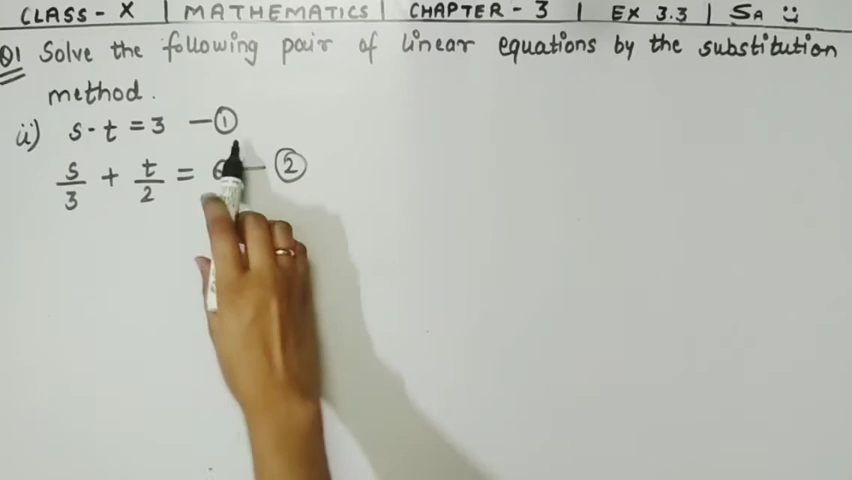 CLASS - X | MATHEMATICS | CHAPTER - 3 | EX 3.3 | SA
Q1 Solve the following pair of linear equations by the substitution
method.
ii) s - t = 3 — ①
s/3 + t/2 = 6 — ②